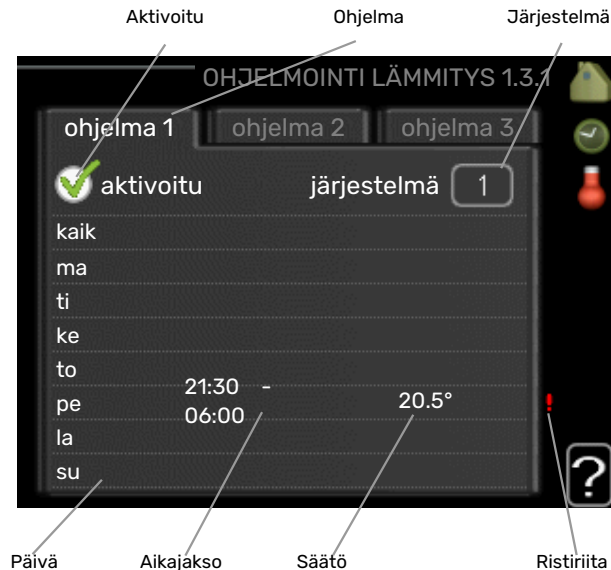 Aktivoitu Ohjelma Järjestelmä
OHJELMOINTI LÄMMITYS 1.3.1
ohjelma 1 ohjelma 2 ohjelma 3
aktivoitu järjestelmä 1
kaik
ma
ti
ke
to
21:30 -
pe 06:00 20.5° !
la
su
?
Päivä Aikajakso Säätö Ristiriita